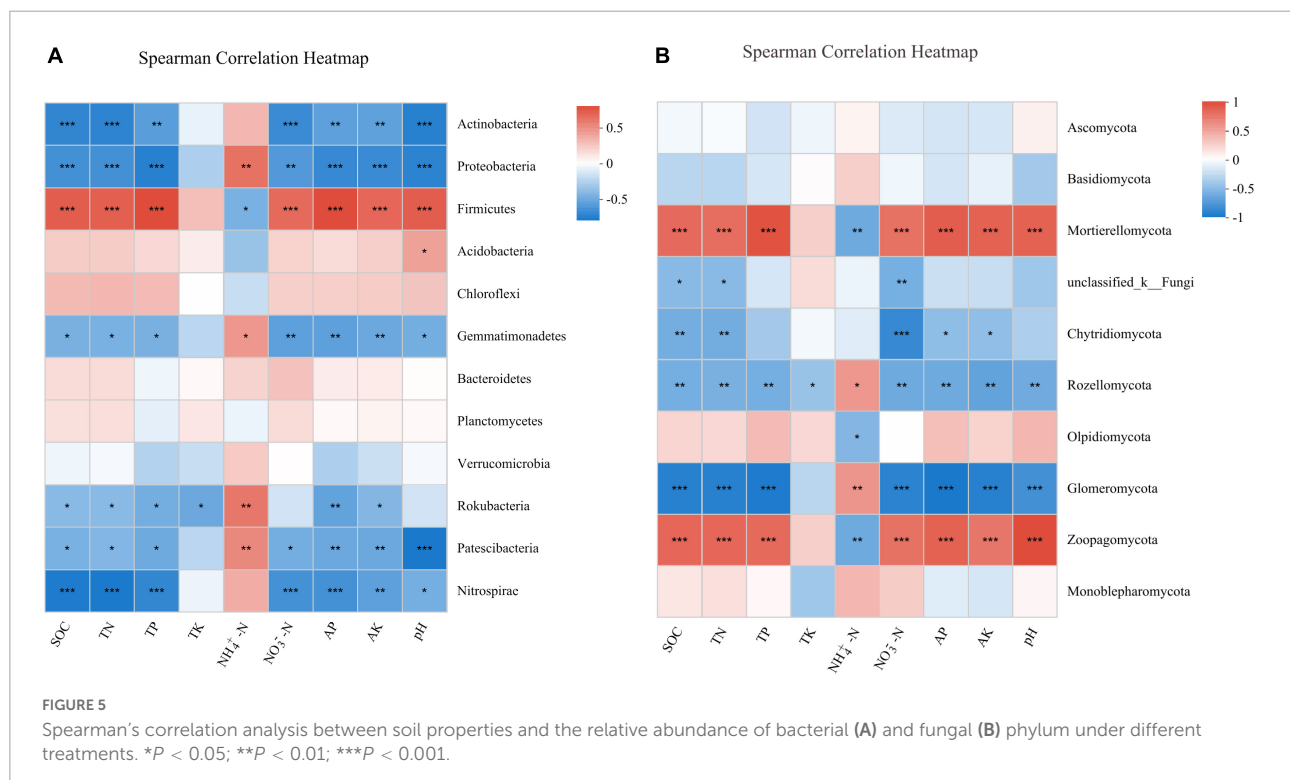 A
Spearman Correlation Heatmap
*** *** ** *** ** ** *** Actinobacteria
*** *** *** ** ** *** *** *** Proteobacteria
*** *** *** * *** *** *** *** Firmicutes
* Acidobacteria
Chloroflexi
* * * * ** ** ** * Gemmatimonadetes
Bacteroidetes
Planctomycetes
Verrucomicrobia
* * * * ** ** * Rokubacteria
* * * ** * ** ** *** Patescibacteria
*** *** *** *** *** ** * Nitrospirae
SOC TN TP TK NH₄⁺-N NO₃⁻-N AP AK pH
0.5
0
-0.5
B
Spearman Correlation Heatmap
Ascomycota
Basidiomycota
*** *** *** ** *** *** *** *** Mortierellomycota
* * ** unclassified_k__Fungi
** ** *** * * Chytridiomycota
** ** ** * * ** ** ** ** Rozellomycota
* Olpidiomycota
*** *** *** ** *** *** *** *** Glomeromycota
*** *** *** ** *** *** *** *** Zoopagomycota
Monoblepharomycota
SOC TN TP TK NH₄⁺-N NO₃⁻-N AP AK pH
1
0.5
0
-0.5
-1
FIGURE 5
Spearman's correlation analysis between soil properties and the relative abundance of bacterial (A) and fungal (B) phylum under different
treatments. *P < 0.05; **P < 0.01; ***P < 0.001.